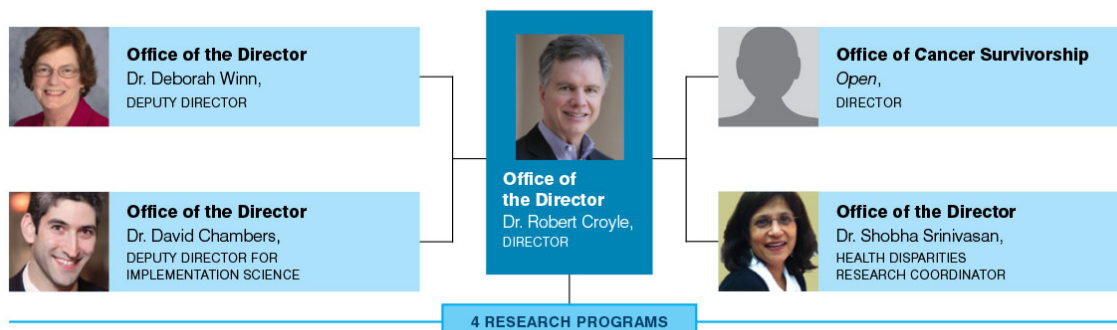 Office of the Director
Dr. Deborah Winn,
DEPUTY DIRECTOR
Office of the Director
Dr. David Chambers,
DEPUTY DIRECTOR FOR
IMPLEMENTATION SCIENCE
Office of
the Director
Dr. Robert Croyle,
DIRECTOR
Office of Cancer Survivorship
Open,
DIRECTOR
Office of the Director
Dr. Shobha Srinivasan,
HEALTH DISPARITIES
RESEARCH COORDINATOR
4 RESEARCH PROGRAMS